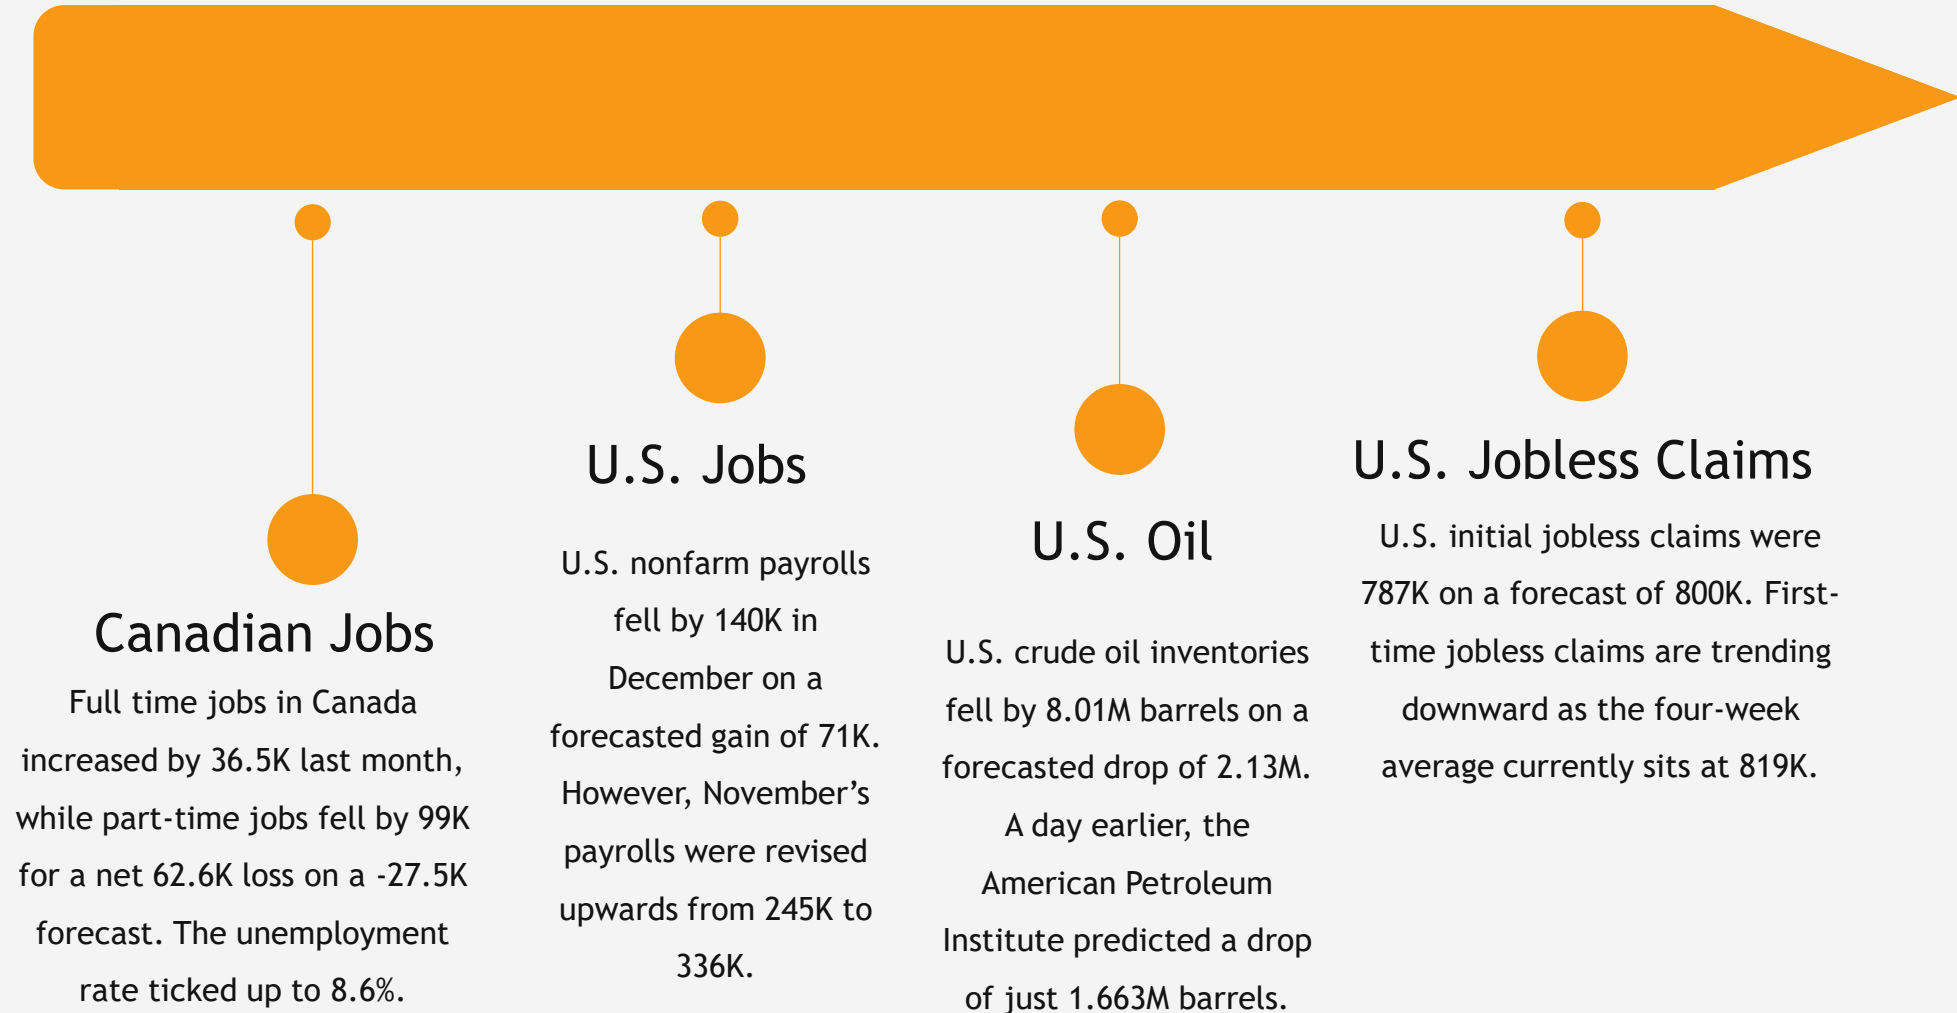 Canadian Jobs
Full time jobs in Canada
increased by 36.5K last month,
while part-time jobs fell by 99K
for a net 62.6K loss on a -27.5K
forecast. The unemployment
rate ticked up to 8.6%.
U.S. Jobs
U.S. nonfarm payrolls
fell by 140K in
December on a
forecasted gain of 71K.
However, November’s
payrolls were revised
upwards from 245K to
336K.
U.S. Oil
U.S. crude oil inventories
fell by 8.01M barrels on a
forecasted drop of 2.13M.
A day earlier, the
American Petroleum
Institute predicted a drop
of just 1.663M barrels.
U.S. Jobless Claims
U.S. initial jobless claims were
787K on a forecast of 800K. First-
time jobless claims are trending
downward as the four-week
average currently sits at 819K.